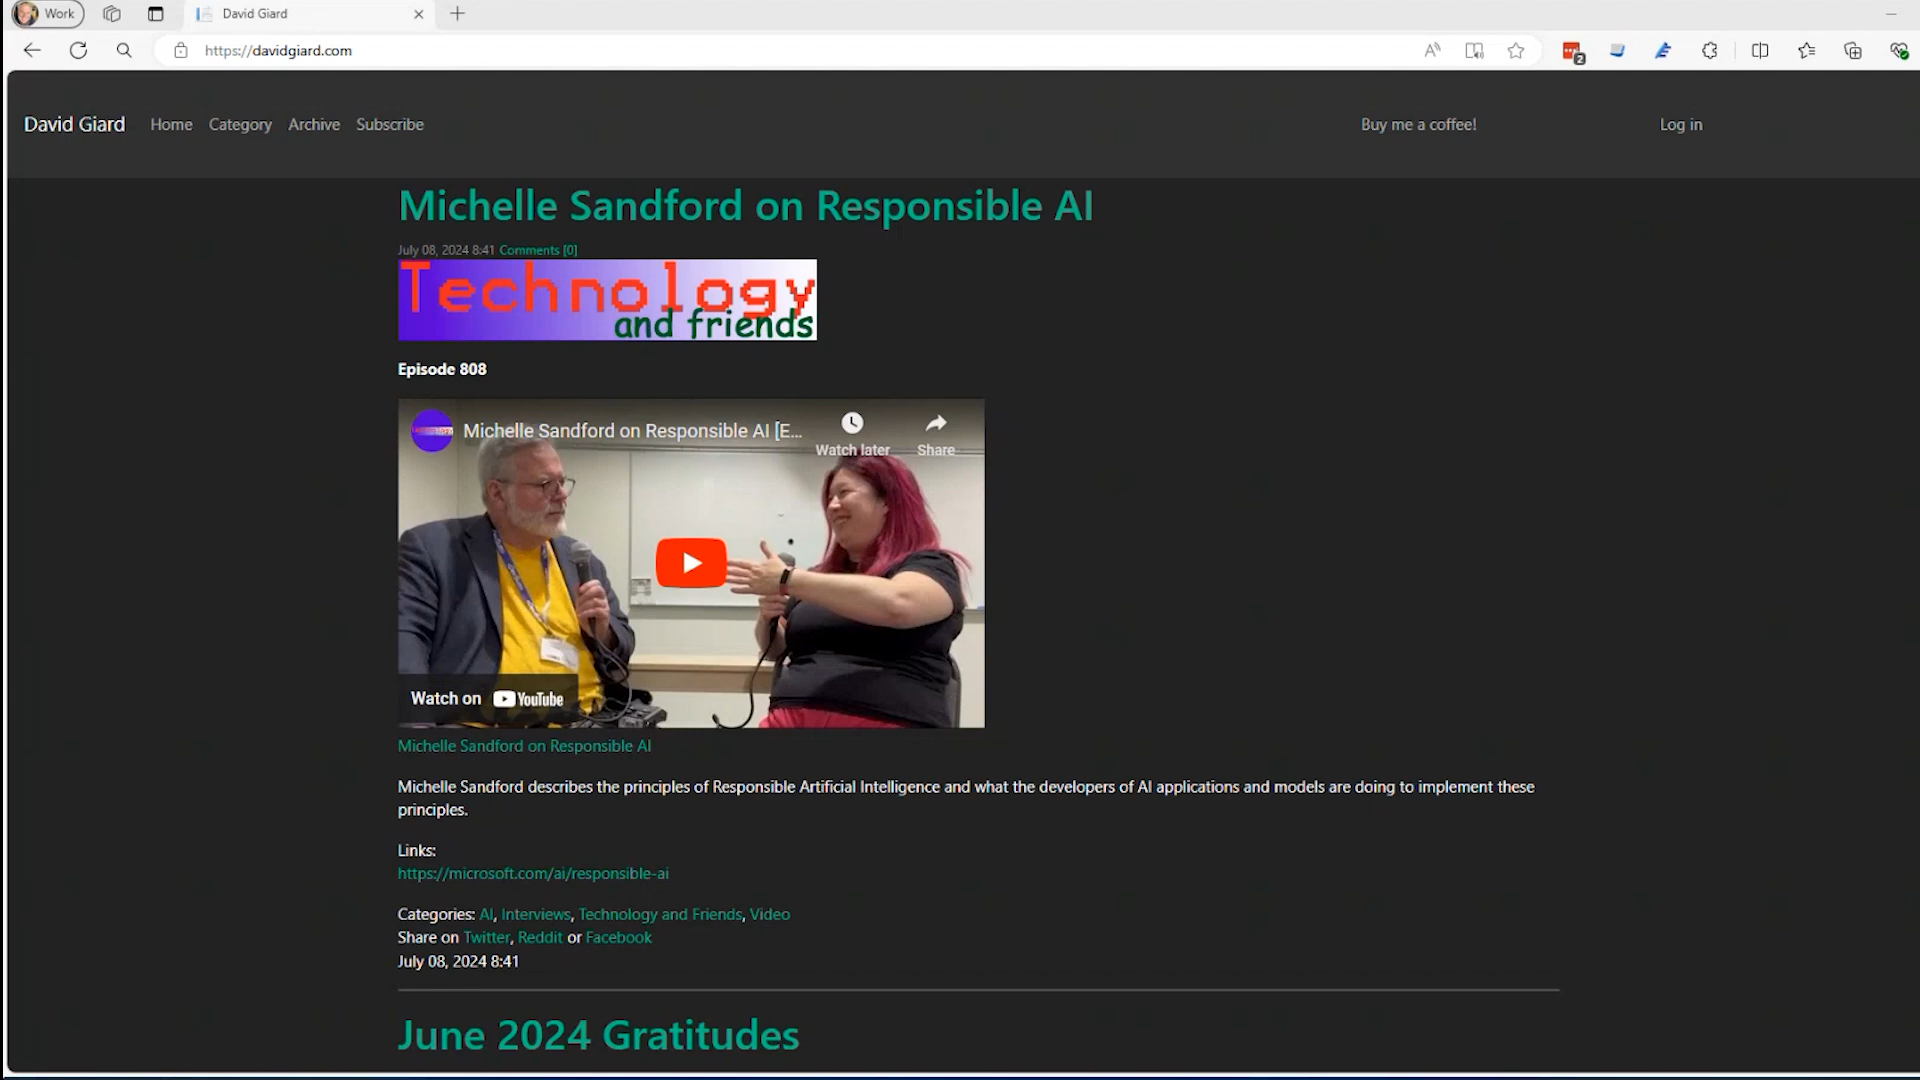 Work
David Giard
https://davidgiard.com
2
David Giard
Home
Category
Archive
Subscribe
Buy me a coffee!
Log in
Michelle Sandford on Responsible AI
July 08, 2024 8:41 Comments [0]
Technology
and friends
Episode 808
Michelle Sandford on Responsible AI [E...
Watch later
Share
Watch on YouTube
Michelle Sandford on Responsible AI
Michelle Sandford describes the principles of Responsible Artificial Intelligence and what the developers of AI applications and models are doing to implement these
principles.
Links:
https://microsoft.com/ai/responsible-ai
Categories: AI, Interviews, Technology and Friends, Video
Share on Twitter, Reddit or Facebook
July 08, 2024 8:41
June 2024 Gratitudes